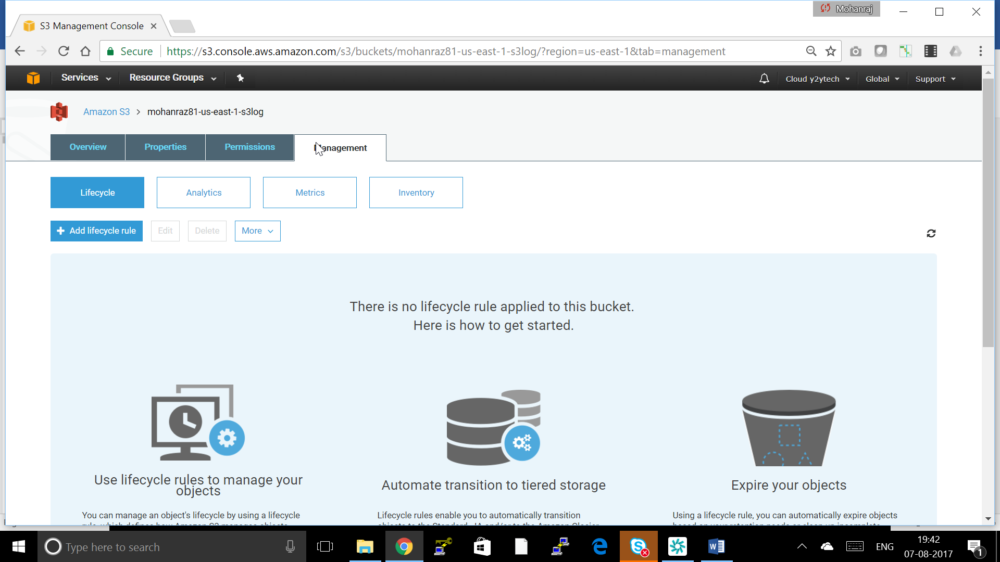 Mohanraj
S3 Management Console
Secure https://s3.console.aws.amazon.com/s3/buckets/mohanraz81-us-east-1-s3log/?region=us-east-1&tab=management
Services Resource Groups Cloud y2ytech Global Support
Amazon S3 > mohanraz81-us-east-1-s3log
Overview Properties Permissions Management
Lifecycle Analytics Metrics Inventory
+ Add lifecycle rule Edit Delete More
There is no lifecycle rule applied to this bucket.
Here is how to get started.
Use lifecycle rules to manage your
objects
Automate transition to tiered storage
Expire your objects
You can manage an object's lifecycle by using a lifecycle
Lifecycle rules enable you to automatically transition
Using a lifecycle rule, you can automatically expire objects
Type here to search
ENG
19:42
07-08-2017
1